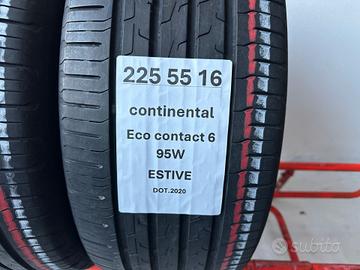 225 55 16
continental
Eco contact 6
95W
ESTIVE
DOT.2020
subito